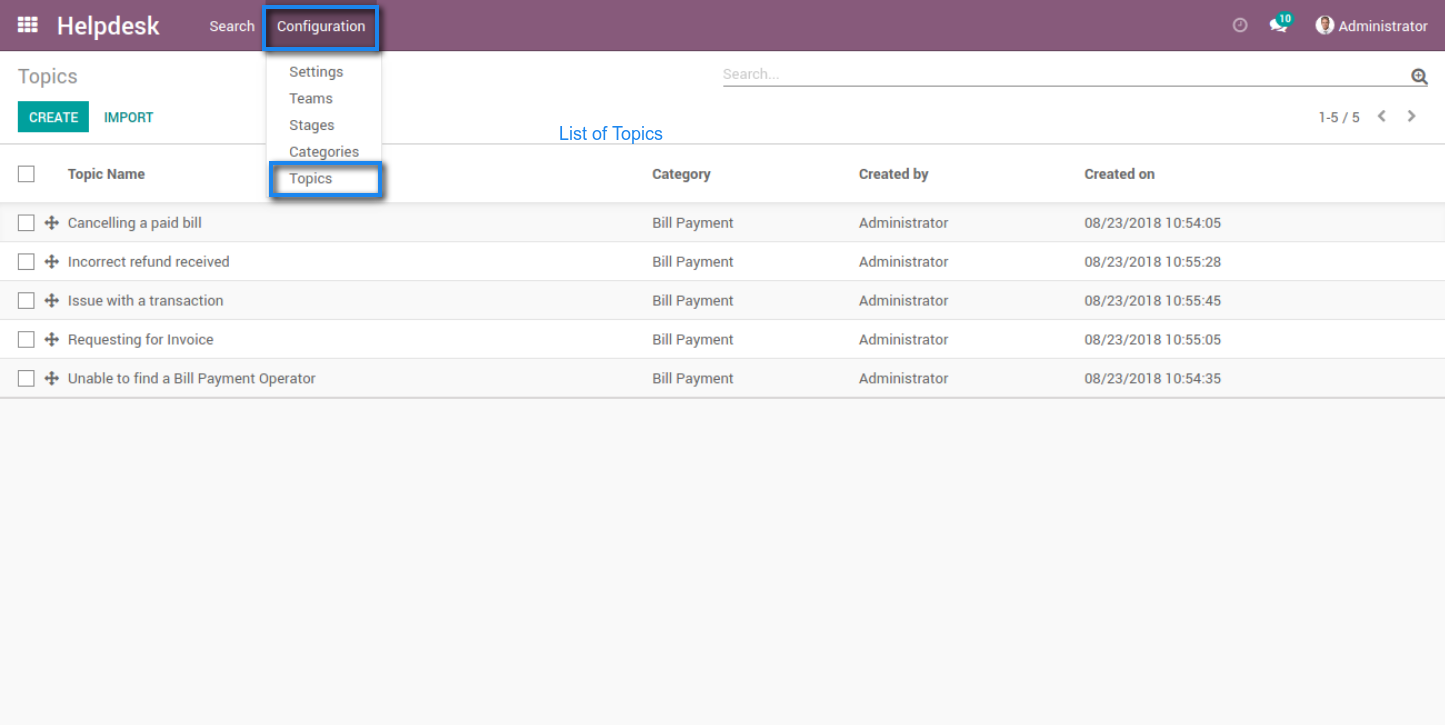 Helpdesk Search Configuration 10 Administrator
Topics
Search...
Settings
Teams
Stages
Categories
Topics
CREATE IMPORT
List of Topics
1-5 / 5
Topic Name Category Created by Created on
Cancelling a paid bill Bill Payment Administrator 08/23/2018 10:54:05
Incorrect refund received Bill Payment Administrator 08/23/2018 10:55:28
Issue with a transaction Bill Payment Administrator 08/23/2018 10:55:45
Requesting for Invoice Bill Payment Administrator 08/23/2018 10:55:05
Unable to find a Bill Payment Operator Bill Payment Administrator 08/23/2018 10:54:35